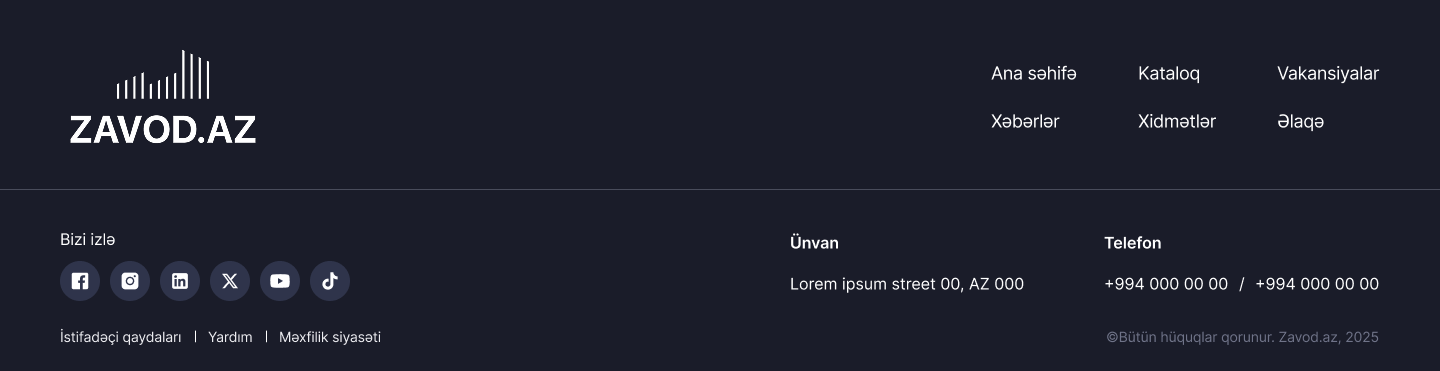 ZAVOD.AZ
Ana səhifə Kataloq Vakansiyalar
Xəbərlər Xidmətlər Əlaqə
Bizi izlə
Ünvan Telefon
Lorem ipsum street 00, AZ 000 +994 000 00 00 / +994 000 00 00
İstifadəçi qaydaları | Yardım | Məxfilik siyasəti
©Bütün hüquqlar qorunur. Zavod.az, 2025